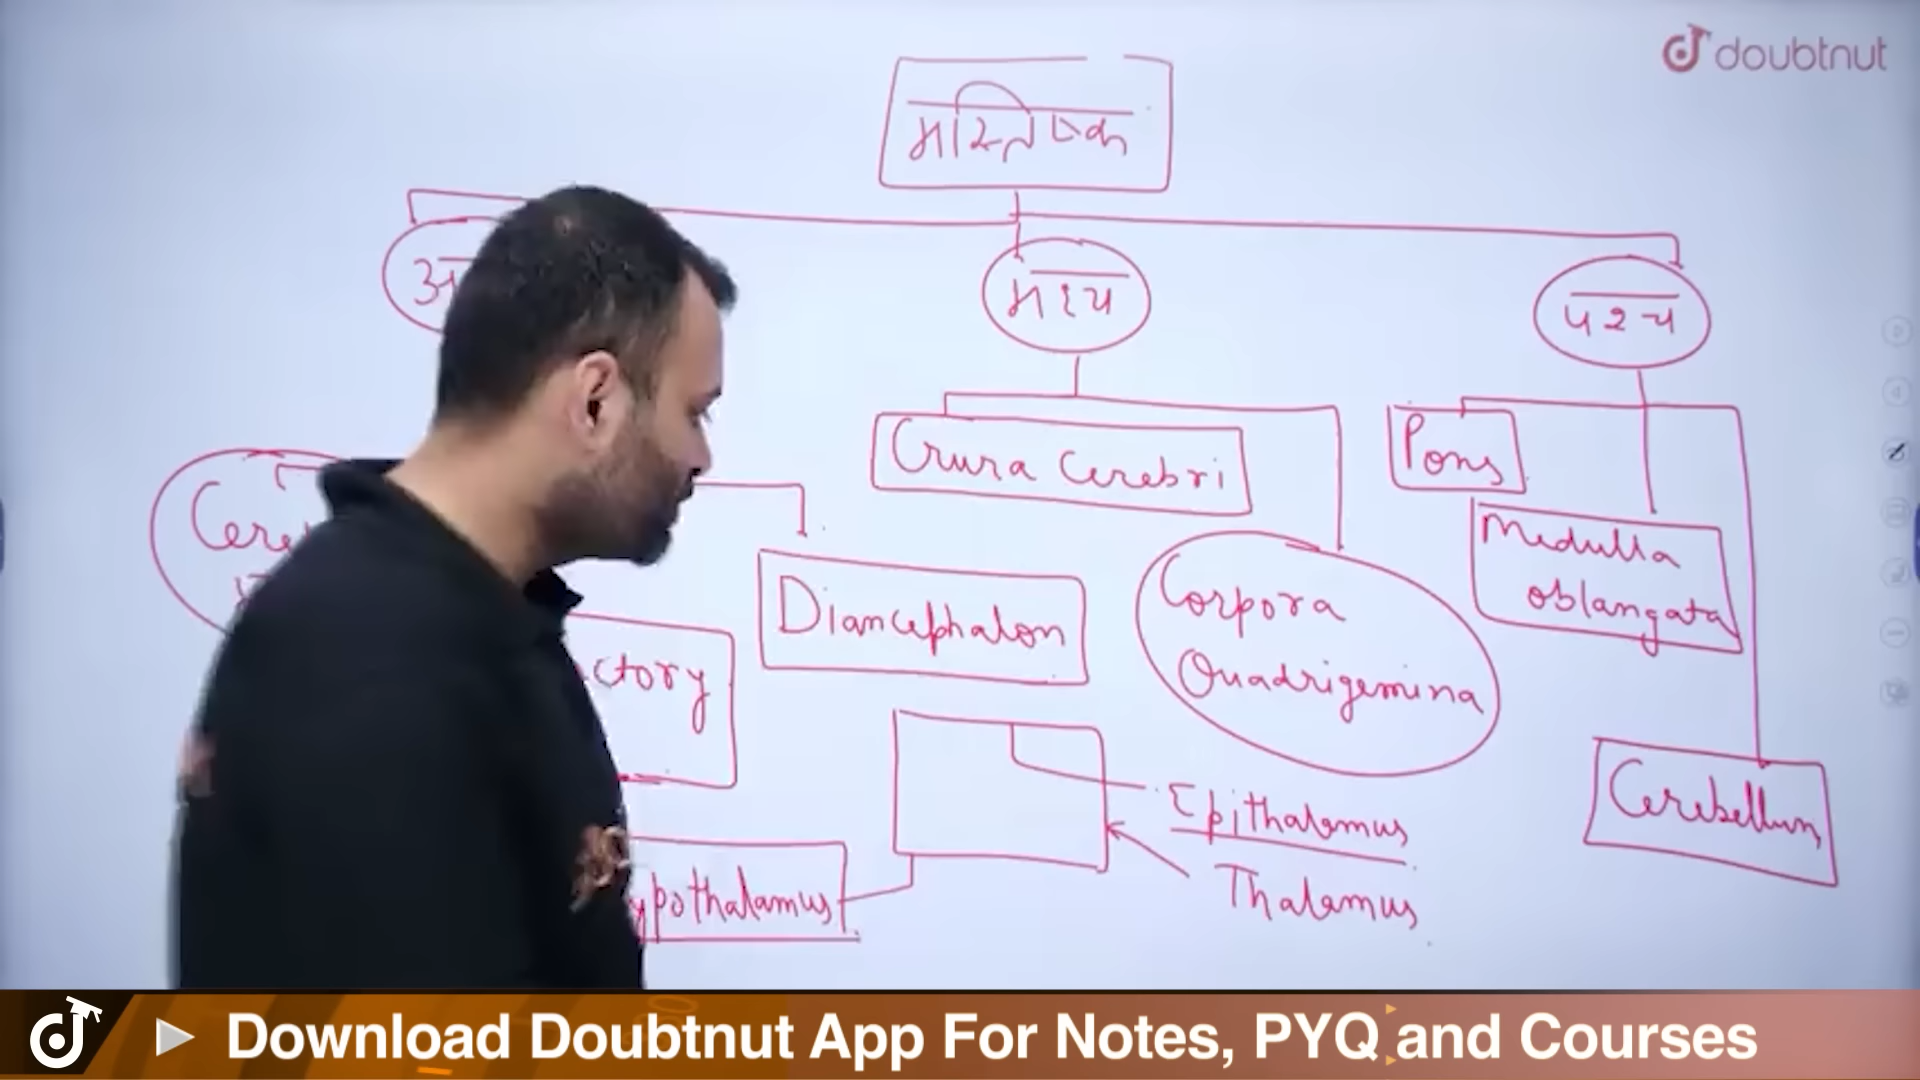 doubtnut
मस्तिष्क
मध्य
पश्च
Crura Cerebri
Pons
Medulla
oblangata
Diancephalon
Corpora
Quadrigemina
Cerebellum
Epithalamus
Thalamus
Download Doubtnut App For Notes, PYQ and Courses